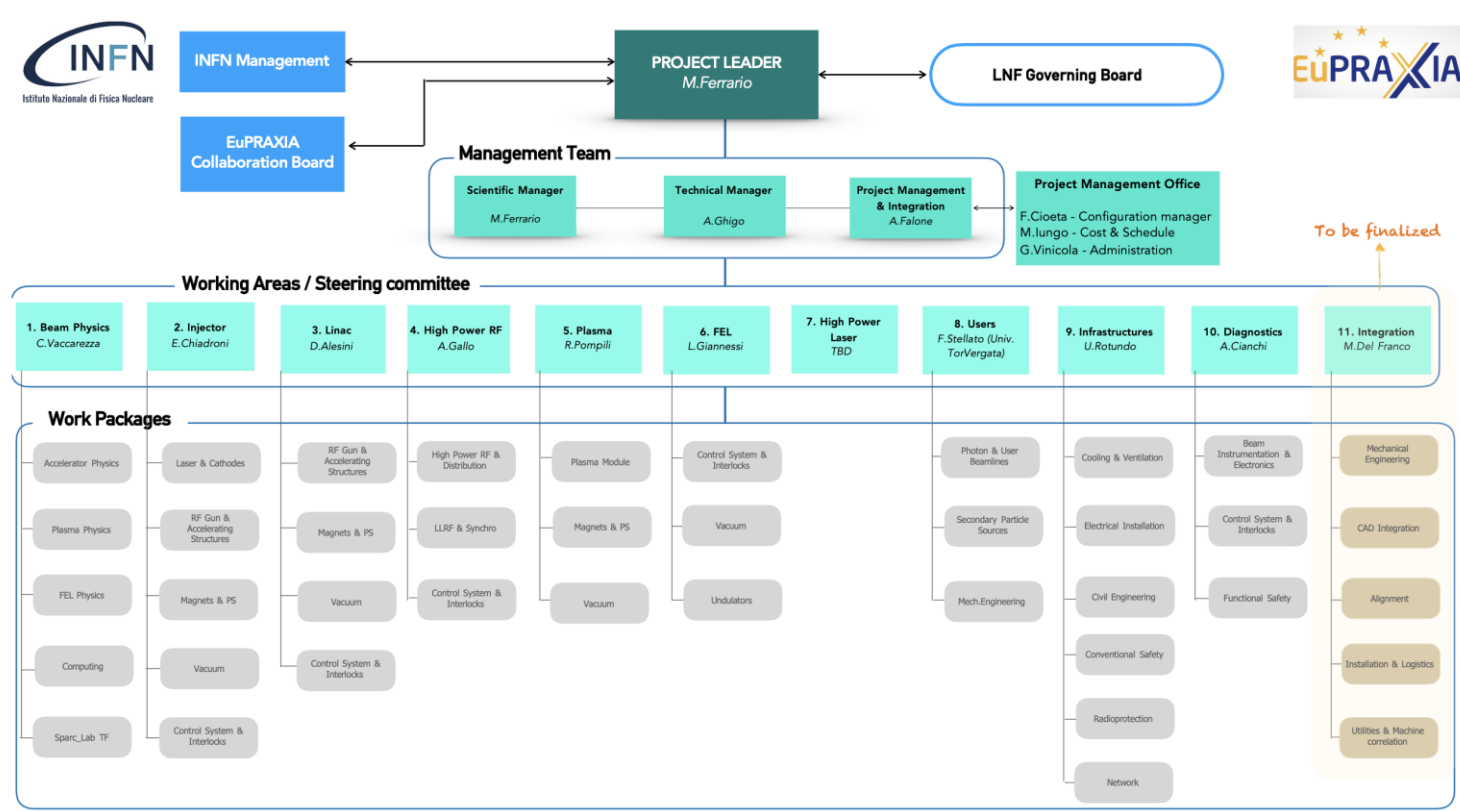 INFN
Istituto Nazionale di Fisica Nucleare
INFN Management
PROJECT LEADER
M.Ferrario
LNF Governing Board
EuPRAXIA
EuPRAXIA
Collaboration Board
Management Team
Scientific Manager
M.Ferrario
Technical Manager
A.Ghigo
Project Management
& Integration
A.Falone
Project Management Office
F.Cioeta - Configuration manager
M.Iungo - Cost & Schedule
G.Vinicola - Administration
To be finalized
Working Areas / Steering committee
1. Beam Physics
C.Vaccarezza
2. Injector
E.Chiadroni
3. Linac
D.Alesini
4. High Power RF
A.Gallo
5. Plasma
R.Pompili
6. FEL
L.Giannessi
7. High Power
Laser
TBD
8. Users
F.Stellato (Univ.
TorVergata)
9. Infrastructures
U.Rotundo
10. Diagnostics
A.Cianchi
11. Integration
M.Del Franco
Work Packages
Accelerator Physics
Plasma Physics
FEL Physics
Computing
Sparc_Lab TF
Laser & Cathodes
RF Gun &
Accelerating
Structures
Magnets & PS
Vacuum
Control System &
Interlocks
RF Gun &
Accelerating
Structures
Magnets & PS
Vacuum
Control System &
Interlocks
High Power RF &
Distribution
LLRF & Synchro
Control System &
Interlocks
Plasma Module
Magnets & PS
Vacuum
Control System &
Interlocks
Vacuum
Undulators
Photon & User
Beamlines
Secondary Particle
Sources
Mech.Engineering
Cooling & Ventilation
Electrical Installation
Civil Engineering
Conventional Safety
Radioprotection
Network
Beam
Instrumentation &
Electronics
Control System &
Interlocks
Functional Safety
Mechanical
Engineering
CAD Integration
Alignment
Installation & Logistics
Utilities & Machine
correlation